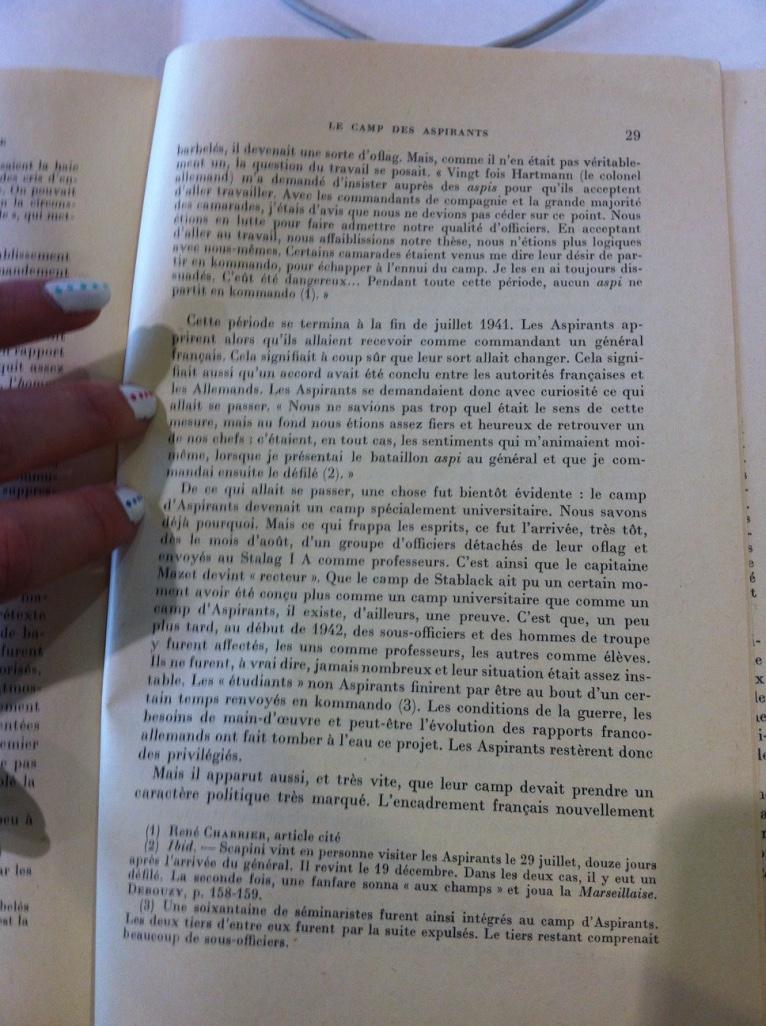 LE CAMP DES ASPIRANTS
29
barbelés, il devenait une sorte d'oflag. Mais, comme il n'en était pas véritable-
ment un, la question du travail se posait. « Vingt fois Hartmann (le colonel
allemand) m'a demandé d'insister auprès des aspis pour qu'ils acceptent
d'aller travailler. Avec les commandants de compagnie et la grande majorité
des camarades, j'étais d'avis que nous ne devions pas céder sur ce point. Nous
étions en lutte pour faire admettre notre qualité d'officiers. En acceptant
d'aller au travail, nous affaiblissions notre thèse, nous n'étions plus logiques
avec nous-mêmes. Certains camarades étaient venus me dire leur désir de par-
tir en kommando, pour échapper à l'ennui du camp. Je les en ai toujours dis-
suadés. C'eût été dangereux... Pendant toute cette période, aucun aspi ne
partit en kommando (1). »
Cette période se termina à la fin de juillet 1941. Les Aspirants ap-
prirent alors qu'ils allaient recevoir comme commandant un général
français. Cela signifiait à coup sûr que leur sort allait changer. Cela signi-
fiait aussi qu'un accord avait été conclu entre les autorités françaises et
les Allemands. Les Aspirants se demandaient donc avec curiosité ce qui
allait se passer. « Nous ne savions pas trop quel était le sens de cette
mesure, mais au fond nous étions assez fiers et heureux de retrouver un
de nos chefs : c'étaient, en tout cas, les sentiments qui m'animaient moi-
même, lorsque je présentai le bataillon aspi au général et que je com-
mandai ensuite le défilé (2). »
De ce qui allait se passer, une chose fut bientôt évidente : le camp
d'Aspirants devenait un camp spécialement universitaire. Nous savons
déjà pourquoi. Mais ce qui frappa les esprits, ce fut l'arrivée, très tôt,
dès le mois d'août, d'un groupe d'officiers détachés de leur oflag et
envoyés au Stalag I A comme professeurs. C'est ainsi que le capitaine
Mazet devint « recteur ». Que le camp de Stablack ait pu un certain mo-
ment avoir été conçu plus comme un camp universitaire que comme un
camp d'Aspirants, il existe, d'ailleurs, une preuve. C'est que, un peu
plus tard, au début de 1942, des sous-officiers et des hommes de troupe
y furent affectés, les uns comme professeurs, les autres comme élèves.
Ils ne furent, à vrai dire, jamais nombreux et leur situation était assez ins-
table. Les « étudiants » non Aspirants finirent par être au bout d'un cer-
tain temps renvoyés en kommando (3). Les conditions de la guerre, les
besoins de main-d'œuvre et peut-être l'évolution des rapports franco-
allemands ont fait tomber à l'eau ce projet. Les Aspirants restèrent donc
des privilégiés.
Mais il apparut aussi, et très vite, que leur camp devait prendre un
caractère politique très marqué. L'encadrement français nouvellement
(1) René CHARRIER, article cité
(2) Ibid. — Scapini vint en personne visiter les Aspirants le 29 juillet, douze jours
après l'arrivée du général. Il revint le 19 décembre. Dans les deux cas, il y eut un
défilé. La seconde fois, une fanfare sonna « aux champs » et joua la Marseillaise.
DEBOUZY, p. 158-159.
(3) Une soixantaine de séminaristes furent ainsi intégrés au camp d'Aspirants.
Les deux tiers d'entre eux furent par la suite expulsés. Le tiers restant comprenait
beaucoup de sous-officiers.